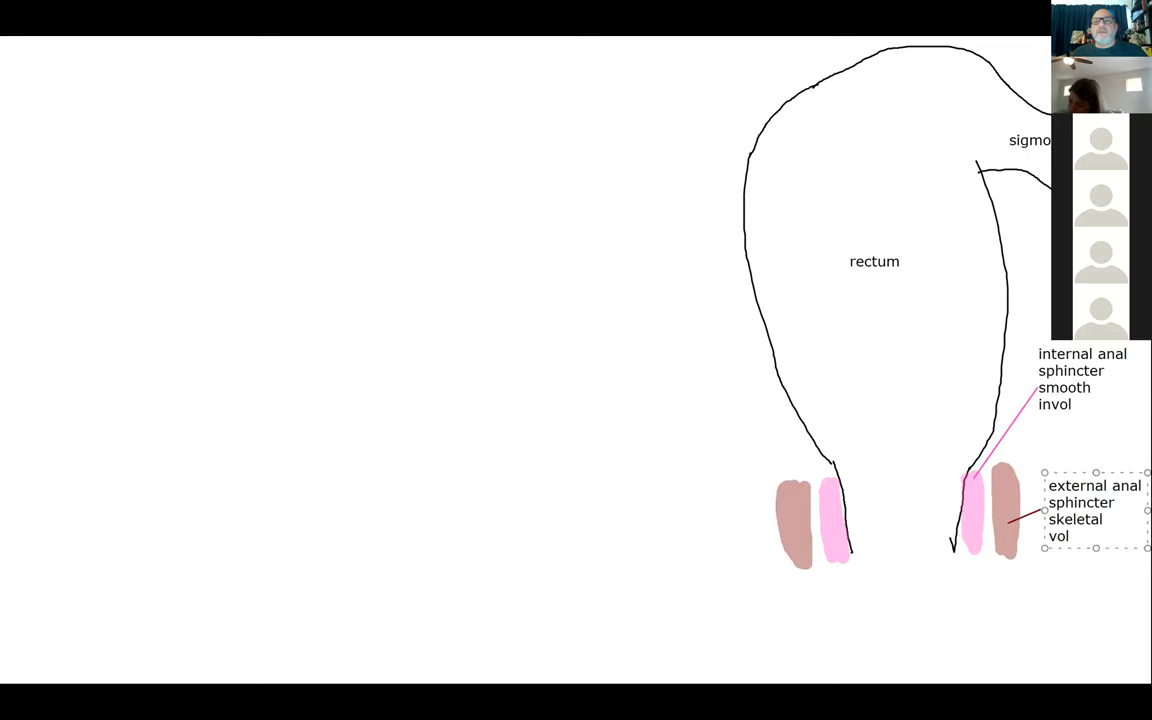 sigmo
rectum
internal anal
sphincter
smooth
invol
external anal
sphincter
skeletal
vol